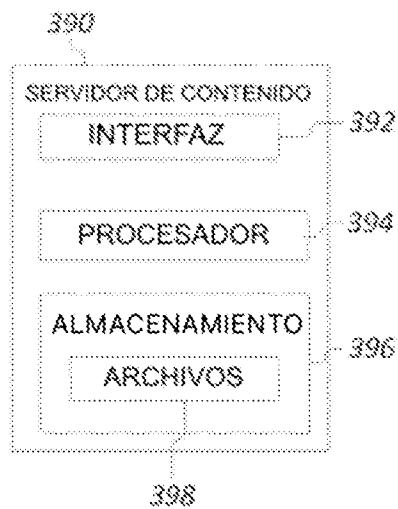 390
SERVIDOR DE CONTENIDO
INTERFAZ
392
PROCESADOR
394
ALMACENAMIENTO
396
ARCHIVOS
398